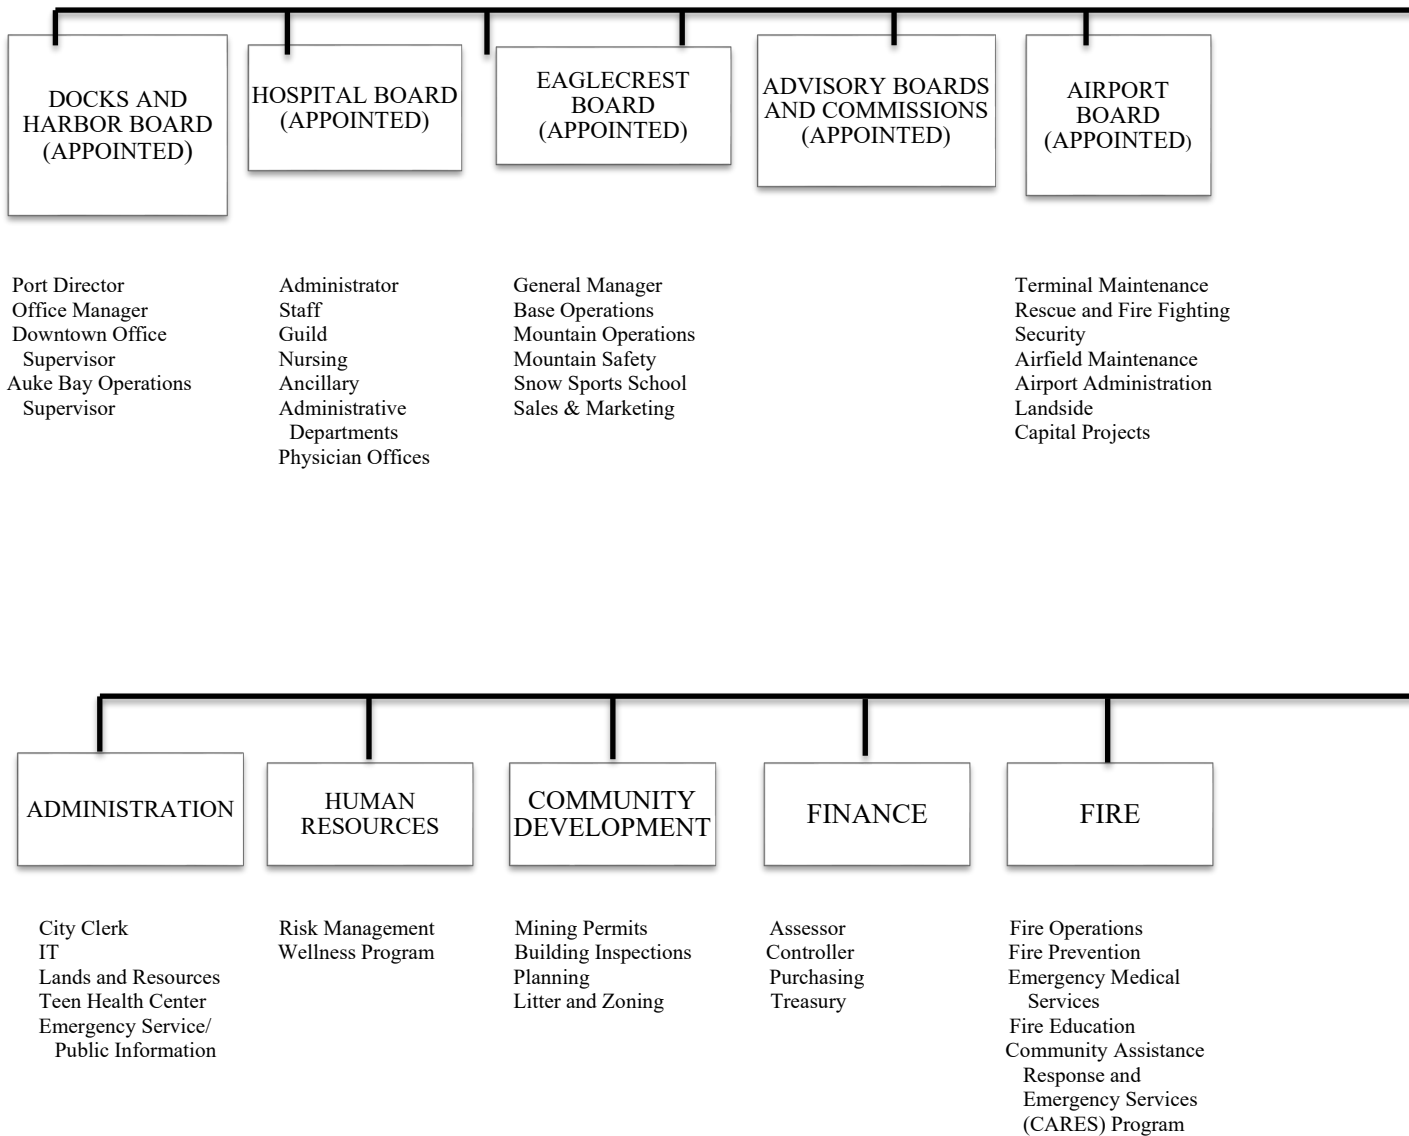 DOCKS AND
HARBOR BOARD
(APPOINTED)
HOSPITAL BOARD
(APPOINTED)
EAGLECREST
BOARD
(APPOINTED)
ADVISORY BOARDS
AND COMMISSIONS
(APPOINTED)
AIRPORT
BOARD
(APPOINTED)
Port Director
Office Manager
Downtown Office
Supervisor
Auke Bay Operations
Supervisor
Administrator
Staff
Guild
Nursing
Ancillary
Administrative
Departments
Physician Offices
General Manager
Base Operations
Mountain Operations
Mountain Safety
Snow Sports School
Sales & Marketing
Terminal Maintenance
Rescue and Fire Fighting
Security
Airfield Maintenance
Airport Administration
Landside
Capital Projects
ADMINISTRATION
HUMAN
RESOURCES
COMMUNITY
DEVELOPMENT
FINANCE
FIRE
City Clerk
IT
Lands and Resources
Teen Health Center
Emergency Service/
Public Information
Risk Management
Wellness Program
Mining Permits
Building Inspections
Planning
Litter and Zoning
Assessor
Controller
Purchasing
Treasury
Fire Operations
Fire Prevention
Emergency Medical
Services
Fire Education
Community Assistance
Response and
Emergency Services
(CARES) Program